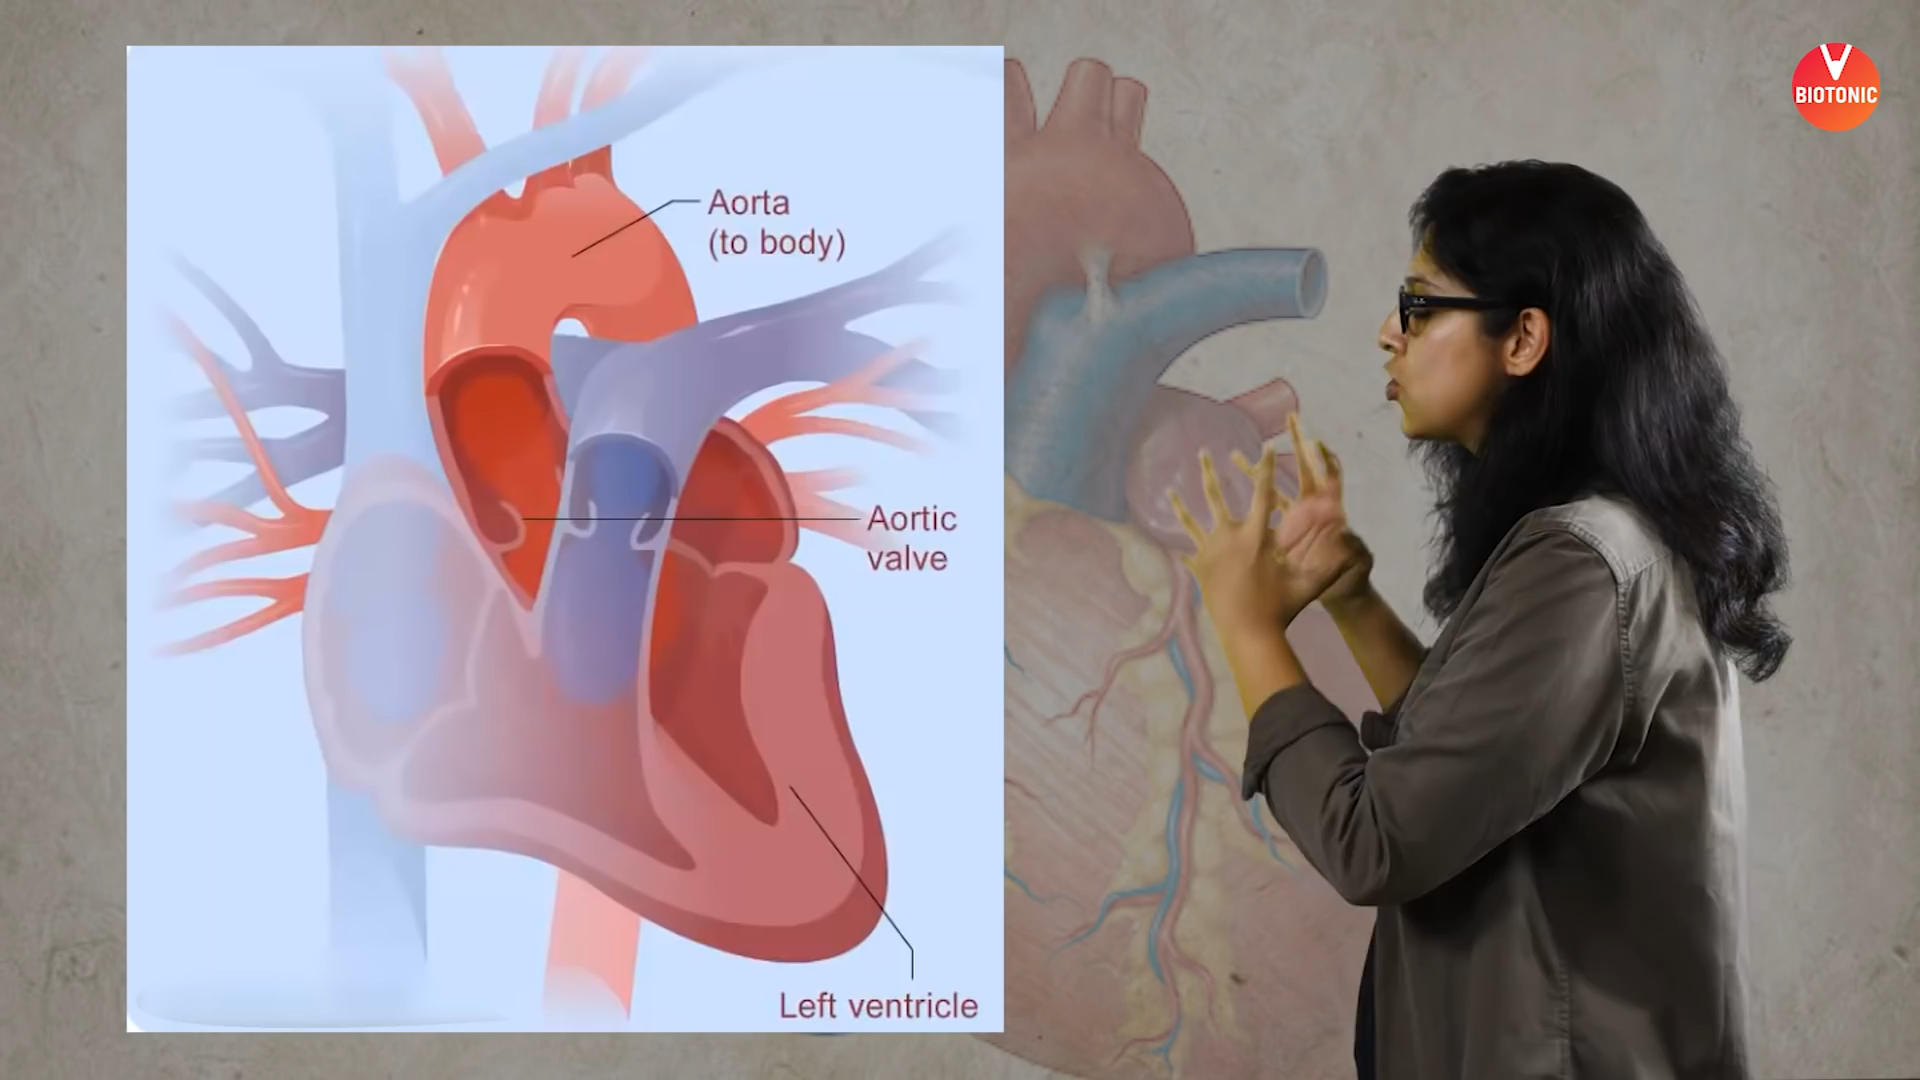 V
BIOTONIC
Aorta
(to body)
Aortic
valve
Left ventricle